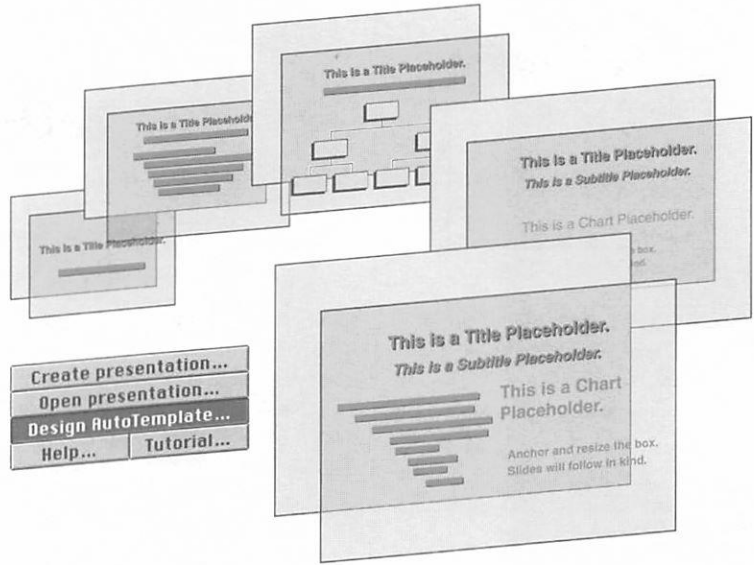 This is a Title Placeholder.
This is a Title Placehold
This is a Title Placeholder.
This is a Title Placeholder.
This is a Subtitle Placeholder.
This is a Chart Placeholder.
box.
This is a Title Placeholder.
This is a Subtitle Placeholder.
This is a Chart
Placeholder.
Anchor and resize the box.
Slides will follow in kind.
Create presentation...
Open presentation...
Design AutoTemplate...
Help... Tutorial...